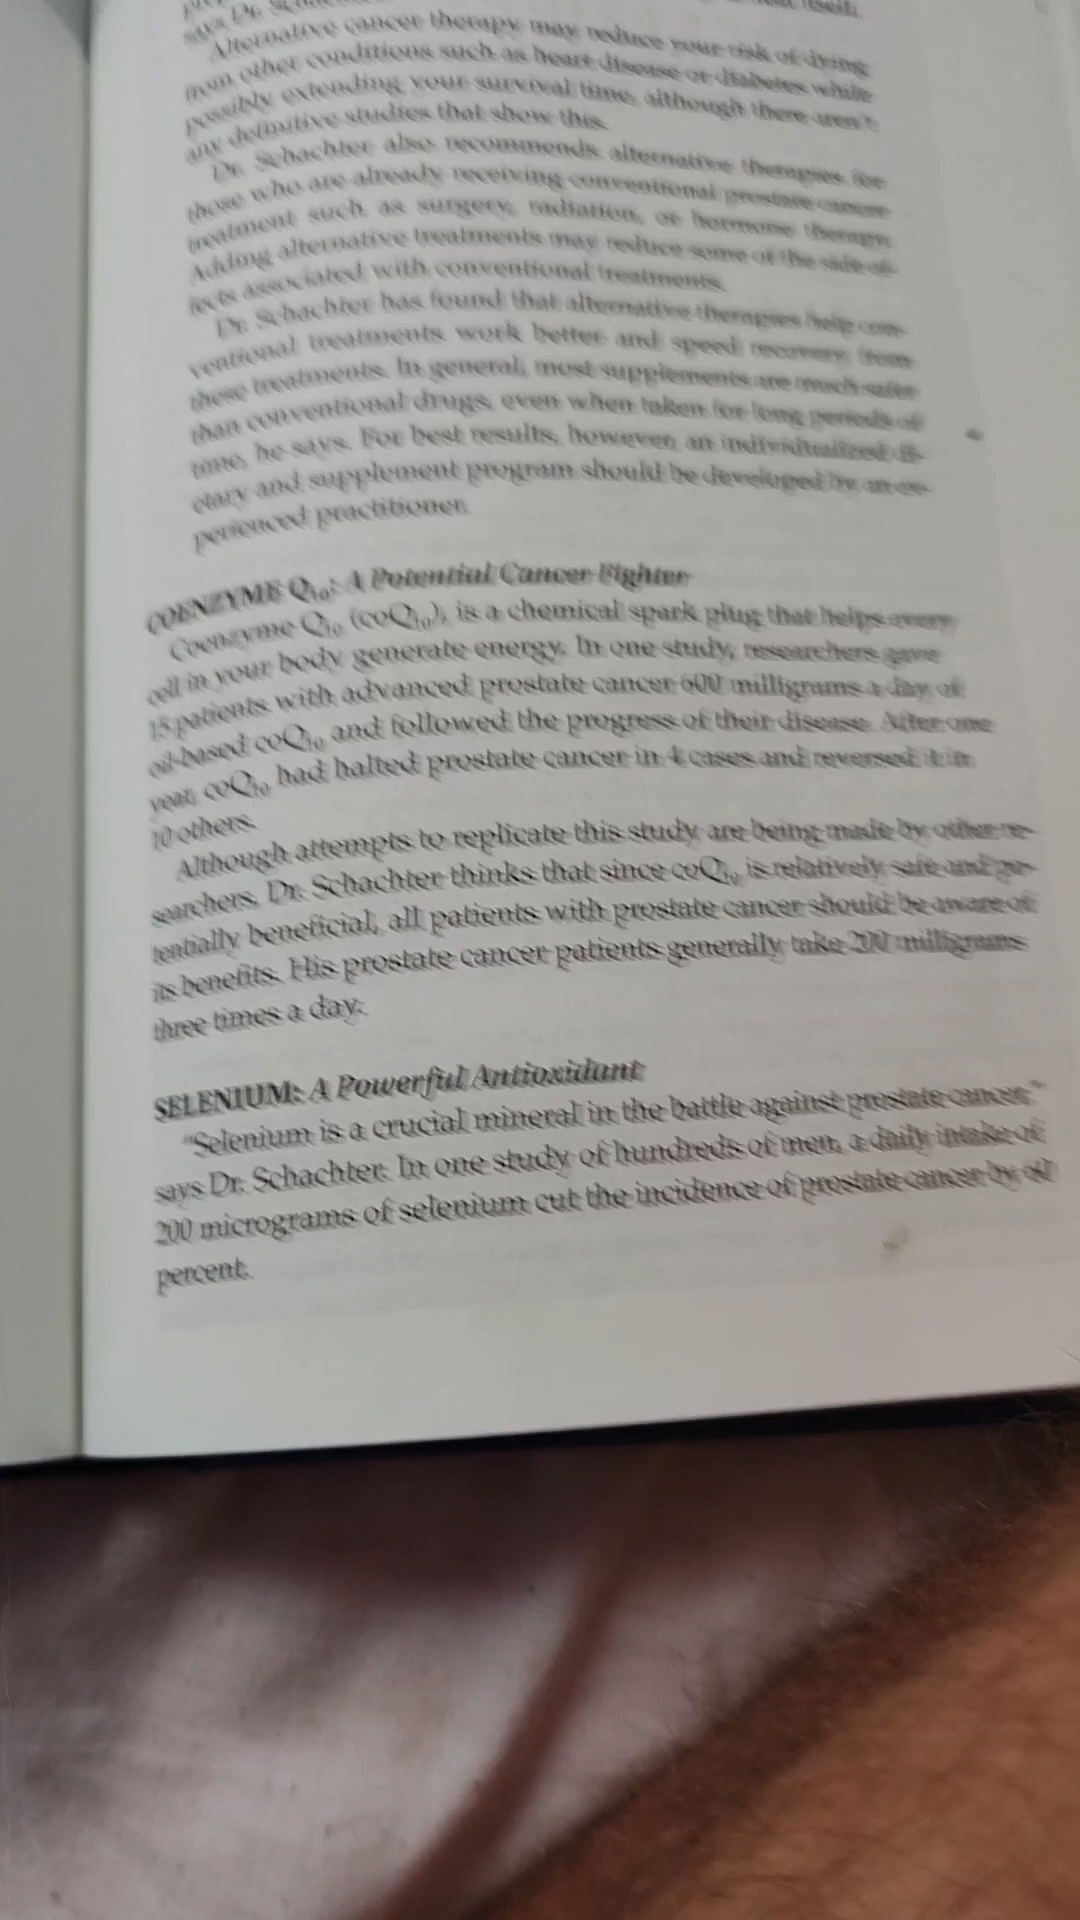 says Dr.
Alternative cancer therapy may reduce your risk of dying
from other conditions such as heart disease or diabetes while
possibly extending your survival time, although there aren't
any definitive studies that show this.
Dr. Schachter also recommends alternative therapies for
those who are already receiving conventional prostate cancer
treatment such as surgery, radiation, or hormone therapy.
Adding alternative treatments may reduce some of the side ef-
fects associated with conventional treatments.
Dr. Schachter has found that alternative therapies help con-
ventional treatments work better and speed recovery from
these treatments. In general, most supplements are much safer
than conventional drugs, even when taken for long periods of
time, he says. For best results, however, an individualized di-
etary and supplement program should be developed by an ex-
perienced practitioner.
COENZYME Q₁₀: A Potential Cancer Fighter
Coenzyme Q₁₀ (coQ₁₀), is a chemical spark plug that helps every
cell in your body generate energy. In one study, researchers gave
15 patients with advanced prostate cancer 600 milligrams a day of
oil-based coQ₁₀ and followed the progress of their disease. After one
year, coQ₁₀ had halted prostate cancer in 4 cases and reversed it in
10 others.
Although attempts to replicate this study are being made by other re-
searchers, Dr. Schachter thinks that since coQ₁₀ is relatively safe and po-
tentially beneficial, all patients with prostate cancer should be aware of
its benefits. His prostate cancer patients generally take 200 milligrams
three times a day.
SELENIUM: A Powerful Antioxidant
"Selenium is a crucial mineral in the battle against prostate cancer,"
says Dr. Schachter. In one study of hundreds of men, a daily intake of
200 micrograms of selenium cut the incidence of prostate cancer by
percent.